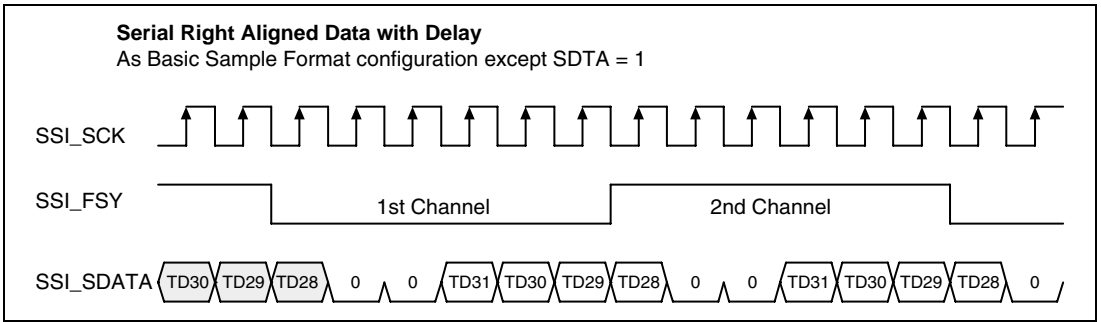 Serial Right Aligned Data with Delay
As Basic Sample Format configuration except SDTA = 1
SSI_SCK
SSI_FSY 1st Channel 2nd Channel
SSI_SDATA TD30 TD29 TD28 0 0 TD31 TD30 TD29 TD28 0 0 TD31 TD30 TD29 TD28 0